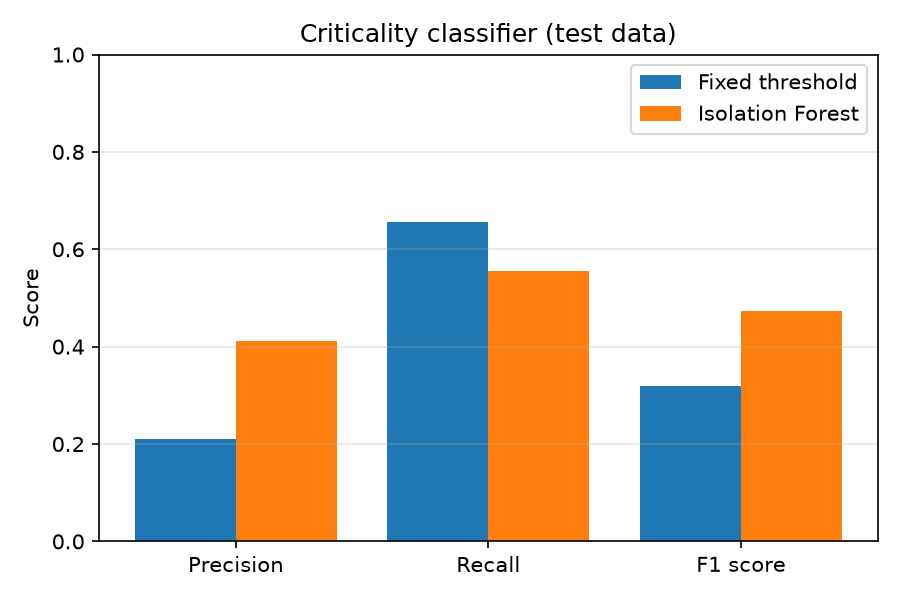 Criticality classifier (test data)
Fixed threshold
Isolation Forest
Score
1.0
0.8
0.6
0.4
0.2
0.0
Precision
Recall
F1 score